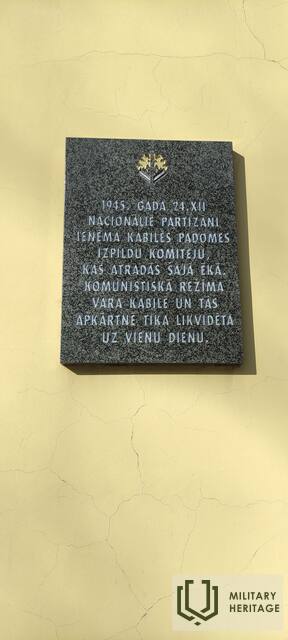 1945. GADA 24.XII
NACIONĀLIE PARTIZĀNI
IEŅĒMA KABILES PADOMES
IZPILDU KOMITEJU,
KAS ATRADĀS ŠAJĀ ĒKĀ.
KOMUNISTISKĀ REŽĪMA
VARA KABILĒ UN TĀS
APKĀRTNĒ TIKA LIKVIDĒTA
UZ VIENU DIENU.
MILITARY
HERITAGE